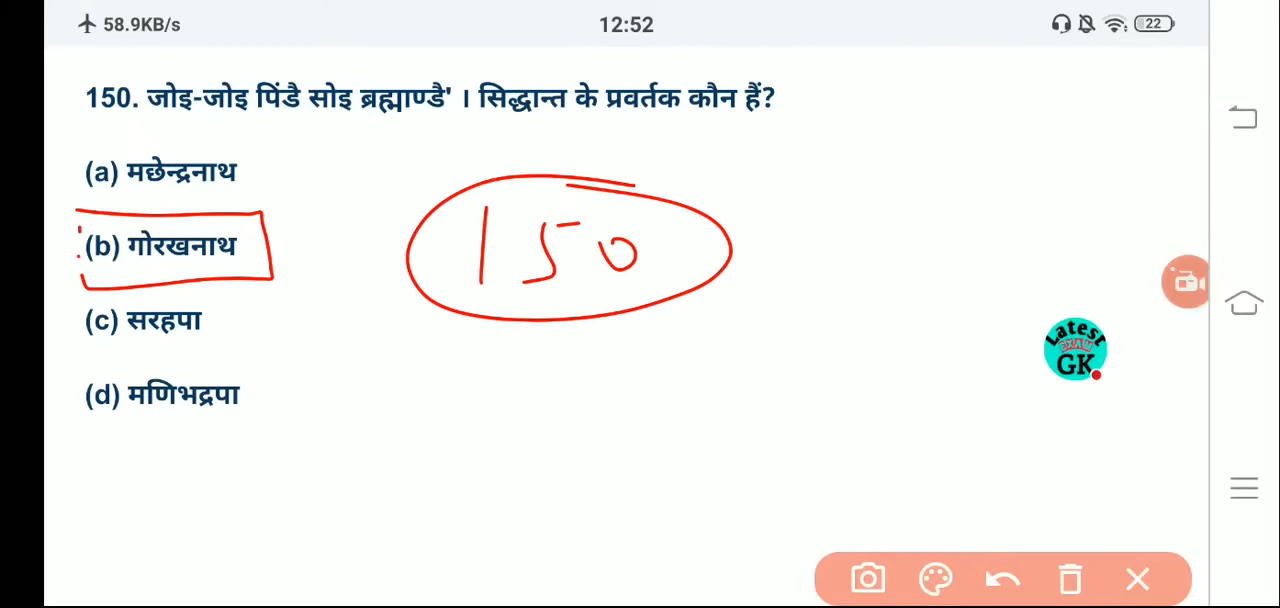 58.9KB/s
12:52
22
150. जोइ-जोइ पिंडै सोइ ब्रह्माण्डै' । सिद्धान्त के प्रवर्तक कौन हैं?
(a) मछेन्द्रनाथ
150
(b) गोरखनाथ
(c) सरहपा
Latest
EXAM
GK
(d) मणिभद्रपा